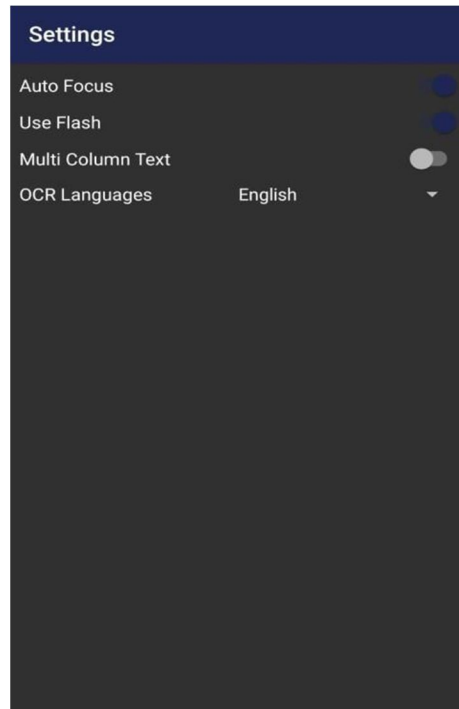 Settings
Auto Focus
Use Flash
Multi Column Text
OCR Languages English